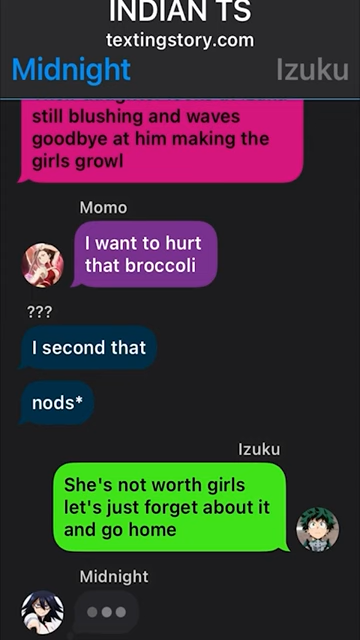 INDIAN TS
textingstory.com
Midnight
Izuku
still blushing and waves
goodbye at him making the
girls growl
Momo
I want to hurt
that broccoli
???
I second that
nods*
Izuku
She's not worth girls
let's just forget about it
and go home
Midnight